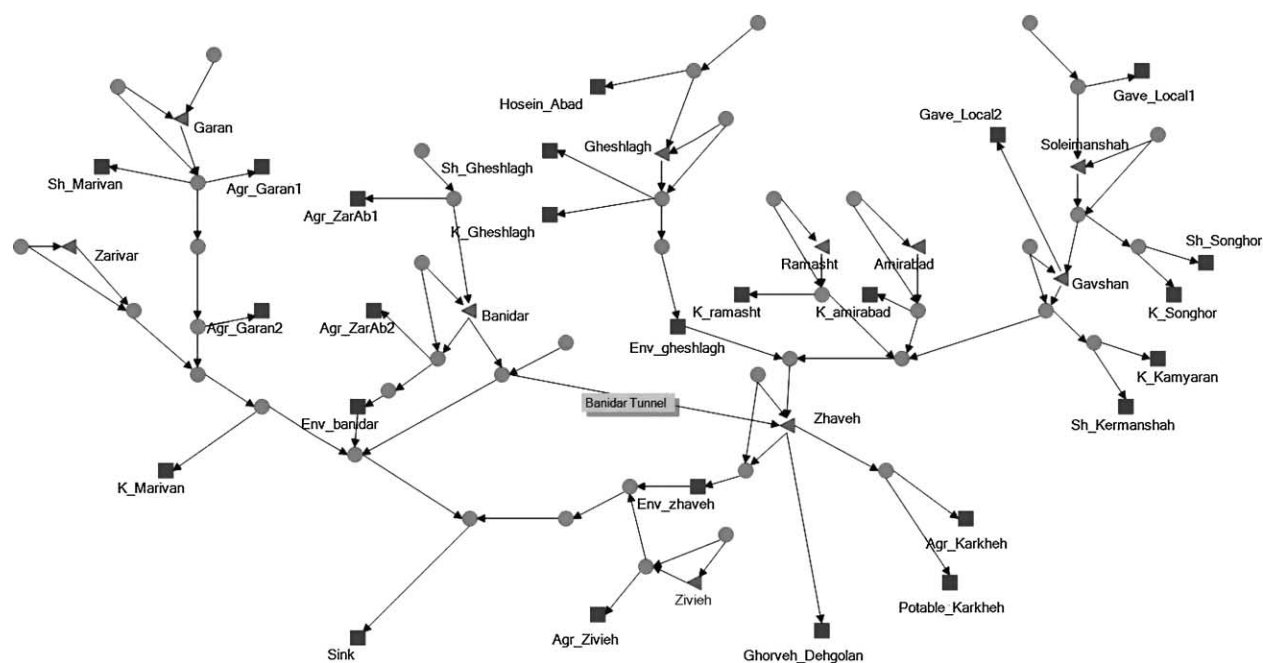 Hosein_Abad
Gave_Local1
Gave_Local2
Garan
Soleimanshah
Gheshlagh
Sh_Gheshlagh
Sh_Marivan
Agr_Garan1
Agr_ZarAb1
K_Gheshlagh
Sh_Songhor
Zarivar
Ramasht
Amirabad
Gavshan
K_ramasht
K_amirabad
K_Songhor
Agr_Garan2
Agr_ZarAb2
Banidar
Env_gheshlagh
K_Kamyaran
Banidar Tunnel
Env_banidar
Zhaveh
Sh_Kermanshah
K_Marivan
Env_zhaveh
Agr_Karkheh
Zivieh
Potable_Karkheh
Agr_Zivieh
Sink
Ghorveh_Dehgolan